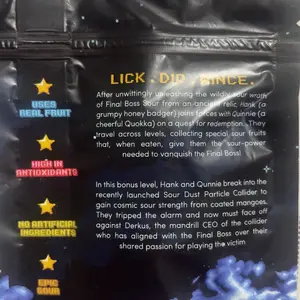 LICK. DIP. WINCE.
After unwittingly unleashing the wildly sour wrath
of Final Boss Sour from an ancient relic, Hank (a
grumpy honey badger) joins forces with Quinnie (a
cheerful Quokka) on a quest for redemption. They
travel across levels, collecting special sour fruits
that, when eaten, give them the sour-power
needed to vanquish the Final Boss!
In this bonus level, Hank and Qunnie break into the
recently launched Sour Dust Particle Collider to
gain cosmic sour strength from coated mangoes.
They tripped the alarm and now must face off
against Derkus, the mandrill CEO of the collider
who has aligned with the Final Boss over their
shared passion for playing the victim.
USES
REAL FRUIT
HIGH IN
ANTIOXIDANTS
NO ARTIFICIAL
INGREDIENTS
EPIC
SOUR